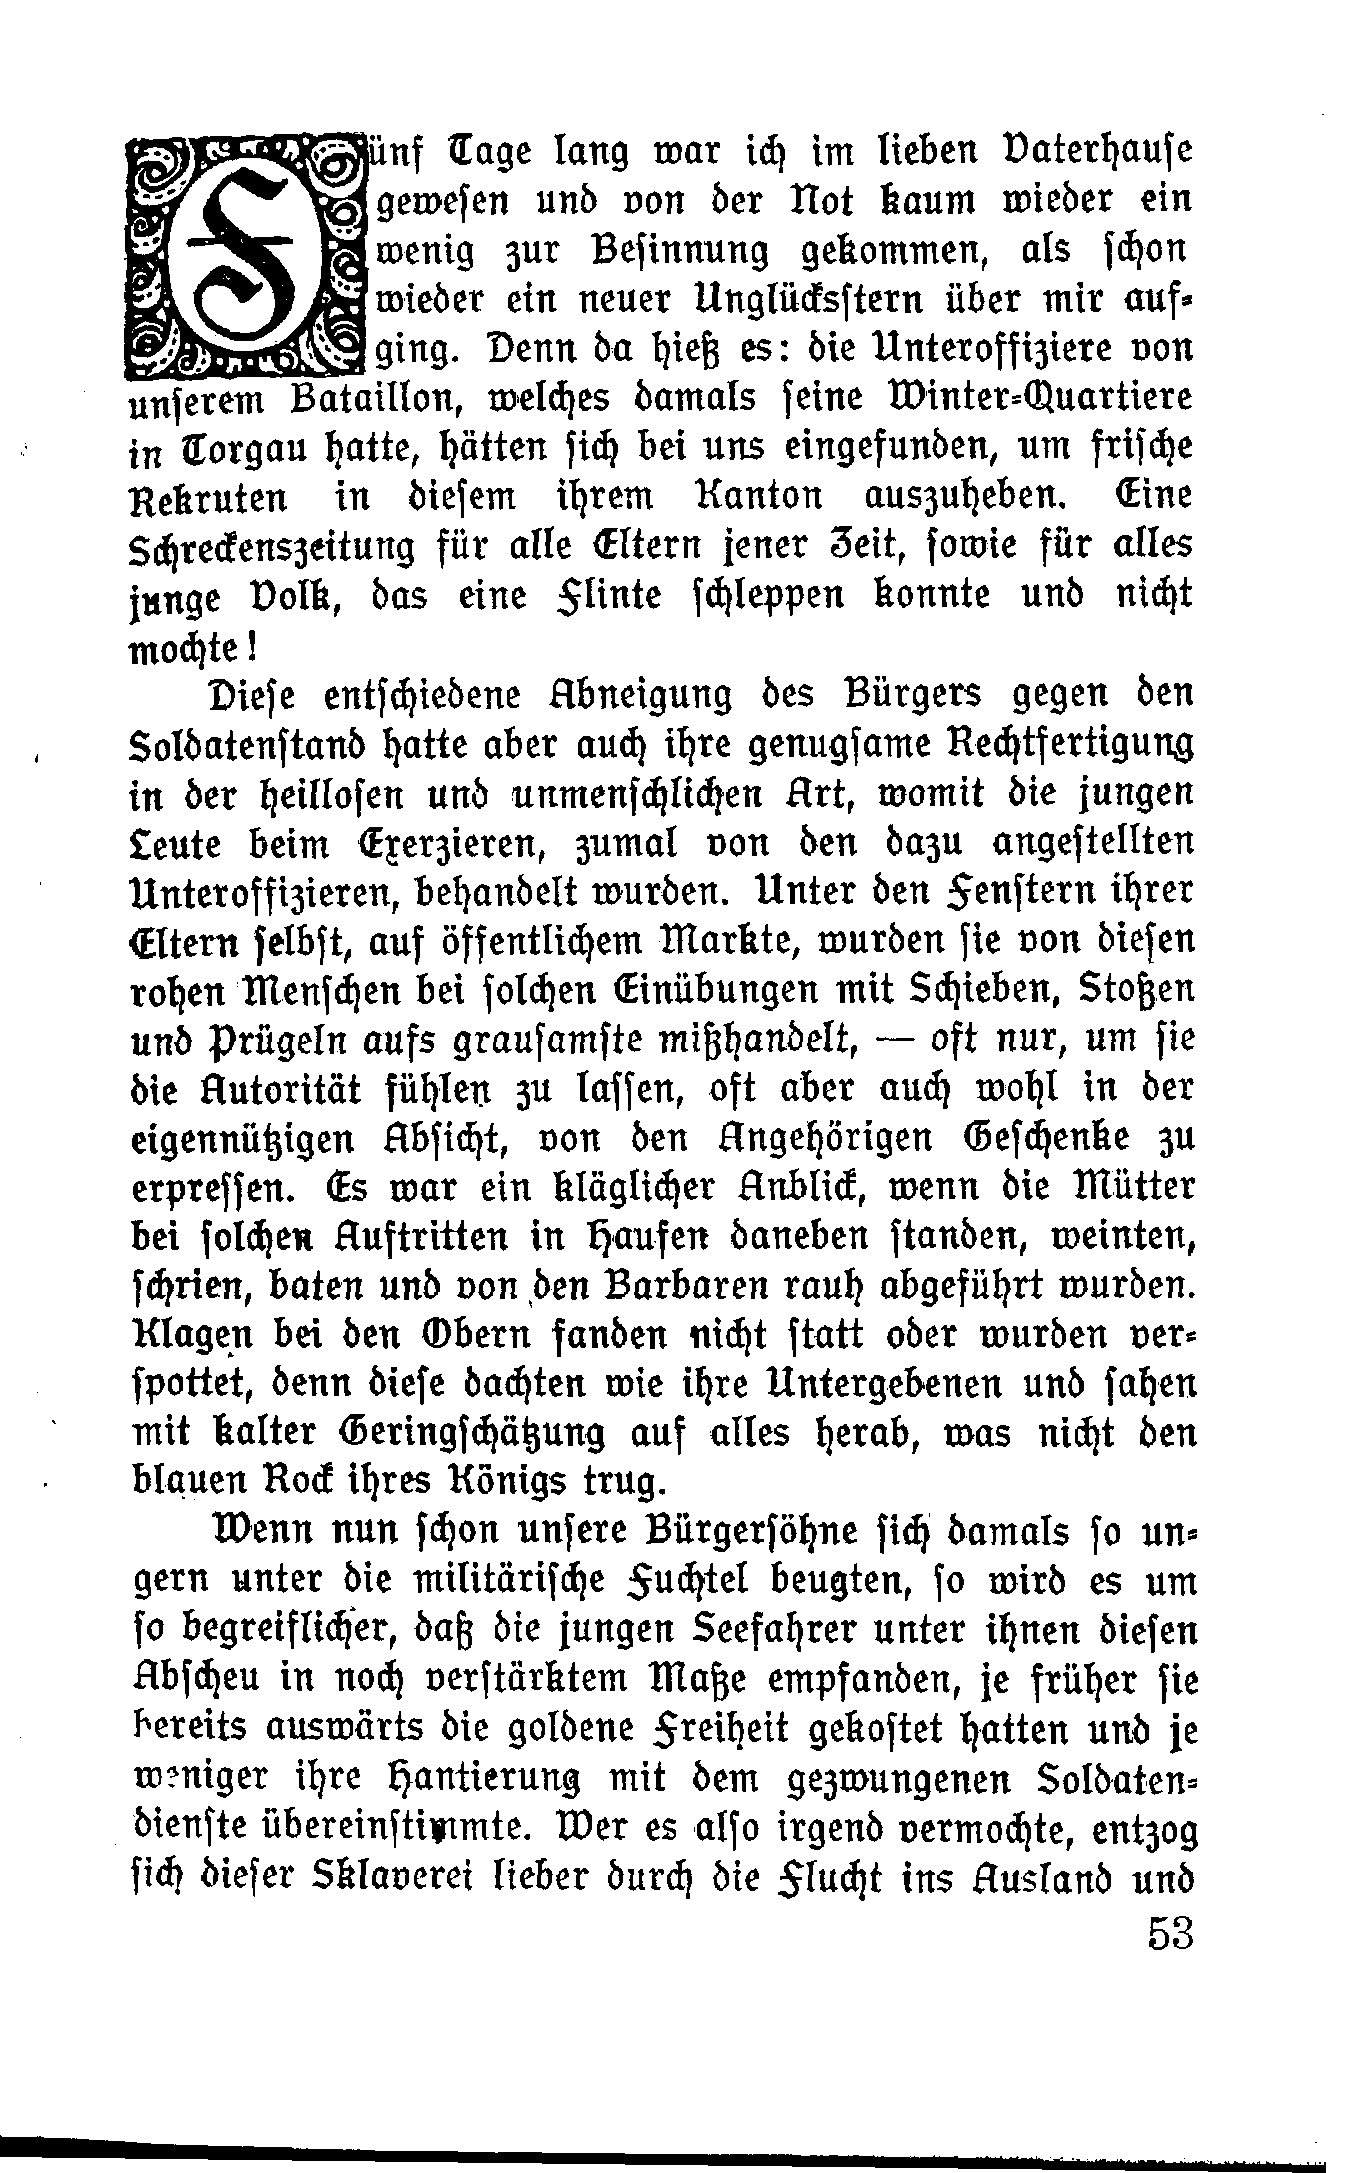 Fünf Tage lang war ich im lieben Vaterhause
gewesen und von der Not kaum wieder ein
wenig zur Besinnung gekommen, als schon
wieder ein neuer Unglücksstern über mir auf-
ging. Denn da hieß es: die Unteroffiziere von
unserem Bataillon, welches damals seine Winter-Quartiere
in Torgau hatte, hätten sich bei uns eingefunden, um frische
Rekruten in diesem ihrem Kanton auszuheben. Eine
Schreckenszeitung für alle Eltern jener Zeit, sowie für alles
junge Volk, das eine Flinte schleppen konnte und nicht
mochte!
Diese entschiedene Abneigung des Bürgers gegen den
Soldatenstand hatte aber auch ihre genugsame Rechtfertigung
in der heillosen und unmenschlichen Art, womit die jungen
Leute beim Exerzieren, zumal von den dazu angestellten
Unteroffizieren, behandelt wurden. Unter den Fenstern ihrer
Eltern selbst, auf öffentlichem Markte, wurden sie von diesen
rohen Menschen bei solchen Einübungen mit Schieben, Stoßen
und Prügeln aufs grausamste mißhandelt, — oft nur, um sie
die Autorität fühlen zu lassen, oft aber auch wohl in der
eigennützigen Absicht, von den Angehörigen Geschenke zu
erpressen. Es war ein kläglicher Anblick, wenn die Mütter
bei solchen Auftritten in Haufen daneben standen, weinten,
schrien, baten und von den Barbaren rauh abgeführt wurden.
Klagen bei den Obern fanden nicht statt oder wurden ver-
spottet, denn diese dachten wie ihre Untergebenen und sahen
mit kalter Geringschätzung auf alles herab, was nicht den
blauen Rock ihres Königs trug.
Wenn nun schon unsere Bürgersöhne sich damals so un-
gern unter die militärische Fuchtel beugten, so wird es um
so begreiflicher, daß die jungen Seefahrer unter ihnen diesen
Abscheu in noch verstärktem Maße empfanden, je früher sie
bereits auswärts die goldene Freiheit gekostet hatten und je
weniger ihre Hantierung mit dem gezwungenen Soldaten-
dienste übereinstimmte. Wer es also irgend vermochte, entzog
sich dieser Sklaverei lieber durch die Flucht ins Ausland und
53